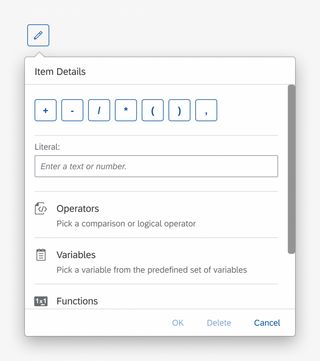 Item Details
+ - / * ( ) ,
Literal:
Enter a text or number.
Operators
Pick a comparison or logical operator
Variables
Pick a variable from the predefined set of variables
1x1 Functions
OK Delete Cancel